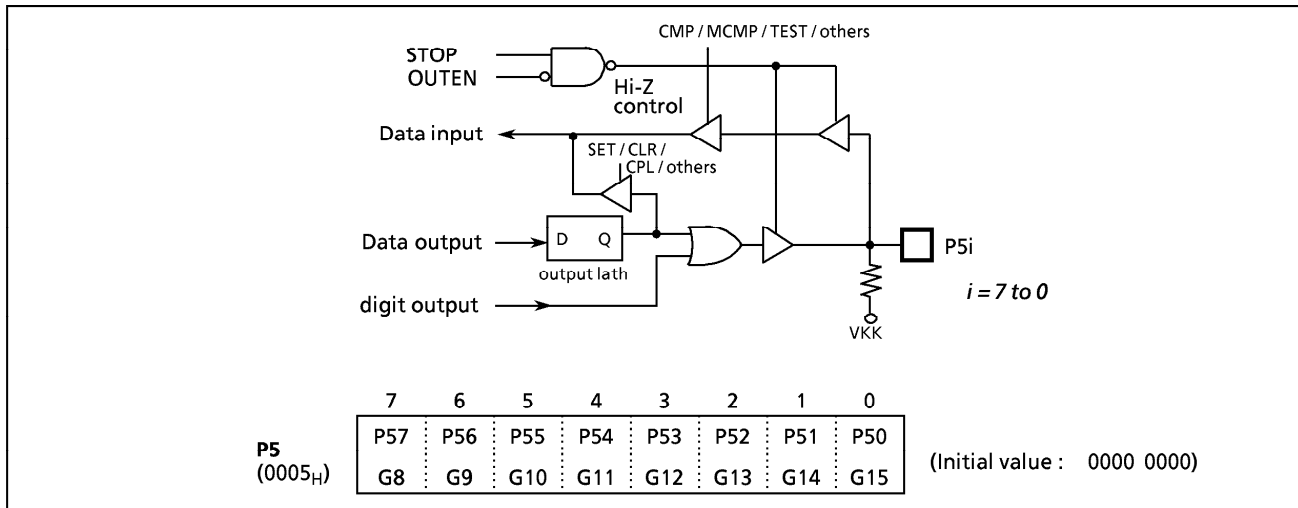 CMP / MCMP / TEST / others
STOP
OUTEN
Hi-Z
control
Data input
SET / CLR /
CPL / others
Data output
D Q
output lath
P5i
i = 7 to 0
digit output
VKK
7 6 5 4 3 2 1 0
P5
(0005H)
P57 P56 P55 P54 P53 P52 P51 P50
G8 G9 G10 G11 G12 G13 G14 G15
(Initial value : 0000 0000)